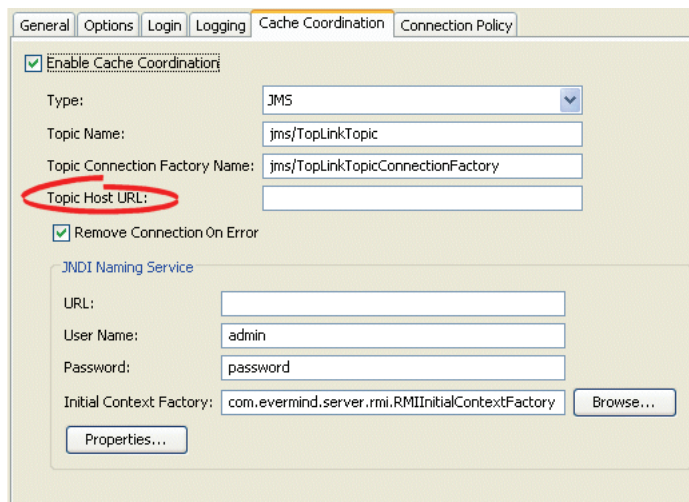 General Options Login Logging Cache Coordination Connection Policy
Enable Cache Coordination
Type: JMS
Topic Name: jms/TopLinkTopic
Topic Connection Factory Name: jms/TopLinkTopicConnectionFactory
Topic Host URL:
Remove Connection On Error
JNDI Naming Service
URL:
User Name: admin
Password: password
Initial Context Factory: com.evermind.server.rmi.RMIInitialContextFactory Browse...
Properties...